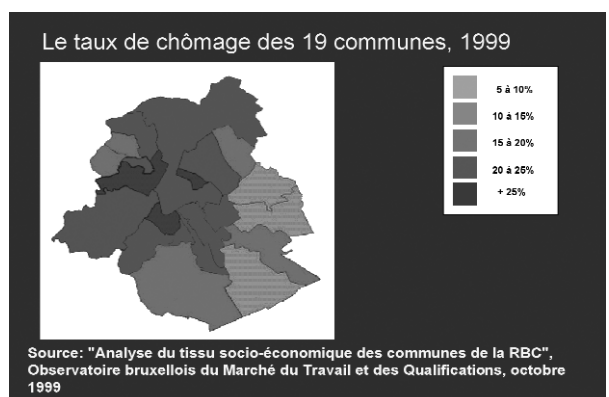 Le taux de chômage des 19 communes, 1999
5 à 10%
10 à 15%
15 à 20%
20 à 25%
+ 25%
Source: "Analyse du tissu socio-économique des communes de la RBC",
Observatoire bruxellois du Marché du Travail et des Qualifications, octobre
1999